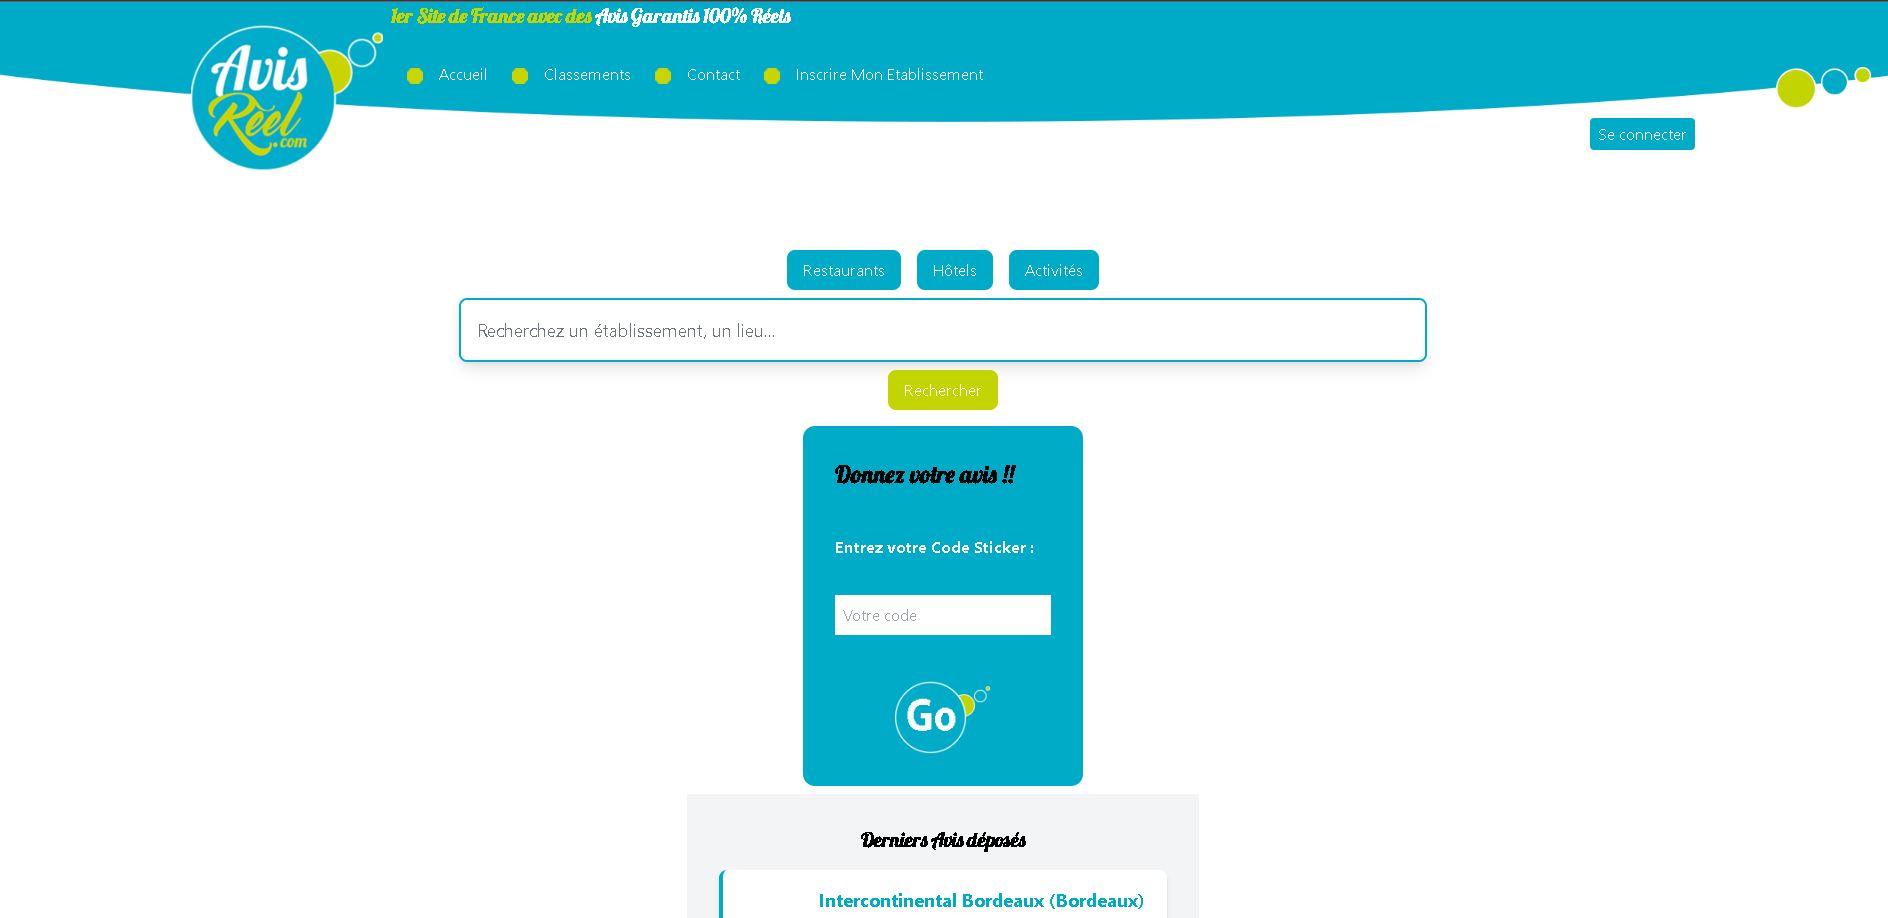 1er Site de France avec des Avis Garantis 100% Réels
Avis
Réel
.com
Accueil Classements Contact Inscrire Mon Etablissement
Se connecter
Restaurants Hôtels Activités
Recherchez un établissement, un lieu...
Rechercher
Donnez votre avis !!
Entrez votre Code Sticker :
Votre code
Go
Derniers Avis déposés
Intercontinental Bordeaux (Bordeaux)